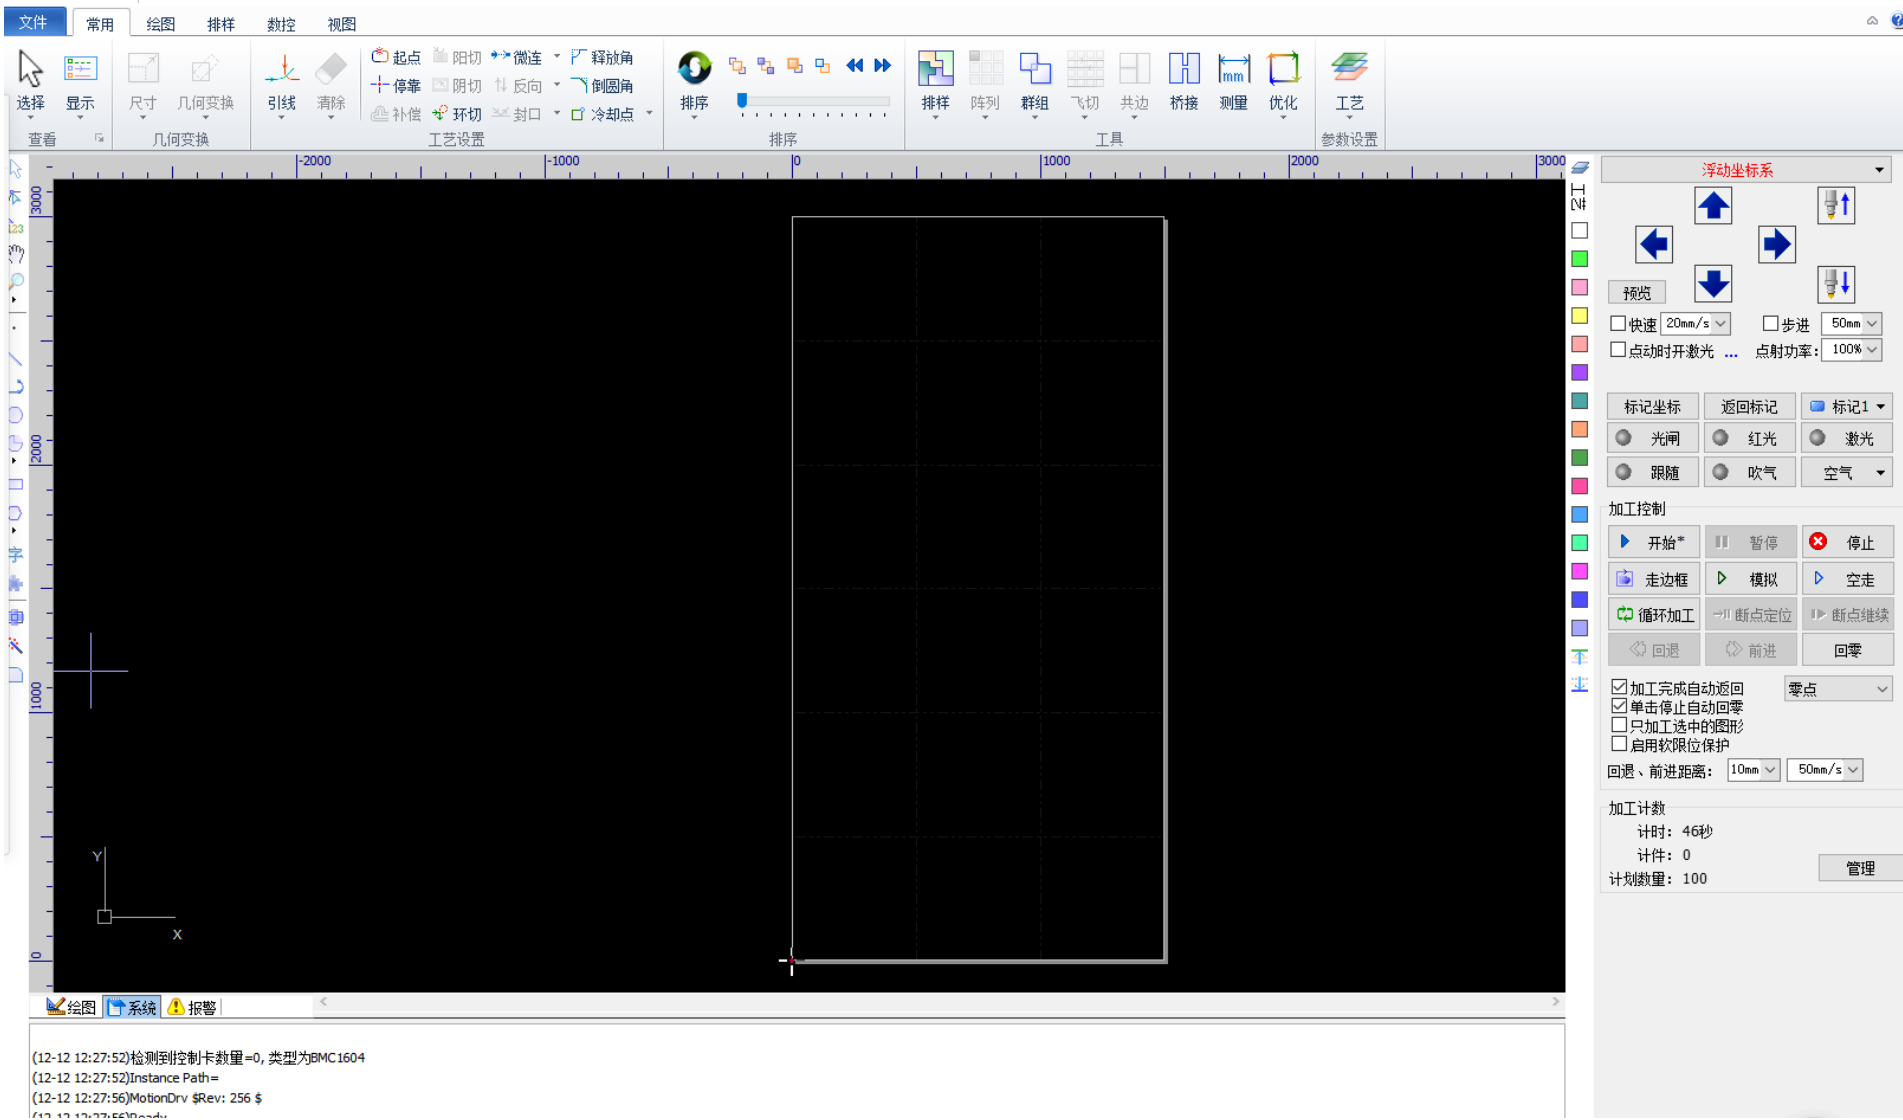 文件 常用 绘图 排样 数控 视图
起点 阳切 微连 释放角
停靠 阴切 反向 倒圆角
选择 显示 尺寸 几何变换 引线 清除 排序 排样 阵列 群组 飞切 共边 桥接 mm 测量 优化 工艺
补偿 环切 封口 冷却点
查看 几何变换 工艺设置 排序 工具 参数设置
-2000 -1000 0 1000 2000 3000
浮动坐标系
3000
123
预览
快速 20mm/s 步进 50mm
点动时开激光 ... 点射功率: 100%
标记坐标 返回标记 标记1
光闸 红光 激光
2000
跟随 吹气 空气
加工控制
开始* 暂停 停止
字
走边框 模拟 空走
循环加工 断点定位 断点继续
回退 前进 回零
1000
加工完成自动返回 零点
单击停止自动回零
只加工选中的图形
启用软限位保护
回退、前进距离: 10mm 50mm/s
加工计数
计时: 46秒
计件: 0
管理
计划数量: 100
Y
X
0
绘图 系统 报警
(12-12 12:27:52)检测到控制卡数量=0, 类型为BMC1604
(12-12 12:27:52)Instance Path=
(12-12 12:27:56)MotionDrv $Rev: 256 $
(12-12 12:27:56)Ready